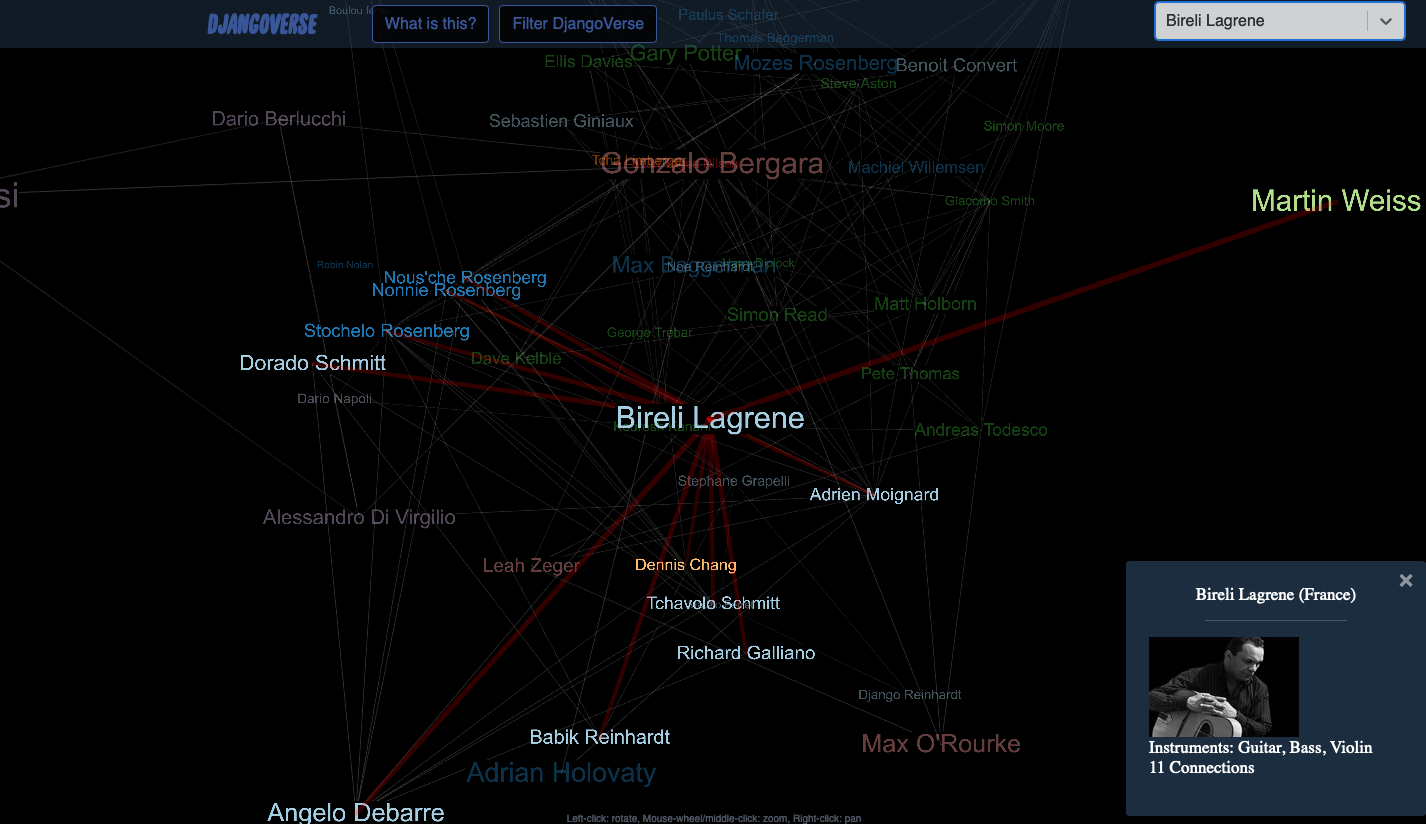 DJANGOVERSE
What is this?
Filter DjangoVerse
Bireli Lagrene
Paulus Schafer
Thomas Baggerman
Ellis Davies
Gary Potter
Mozes Rosenberg
Benoit Convert
Steve Aston
Dario Berlucchi
Sebastien Giniaux
Simon Moore
Gonzalo Bergara
Machiel Willemsen
si
Giacomo Smith
Martin Weiss
Robin Nolan
Nous'che Rosenberg
Nonnie Rosenberg
Max Baggerman
Noe Reinhardt
Stochelo Rosenberg
George Trebar
Simon Read
Matt Holborn
Dorado Schmitt
Dave Kelbie
Pete Thomas
Dario Napoli
Bireli Lagrene
Andreas Todesco
Stephane Grapelli
Adrien Moignard
Alessandro Di Virgilio
Leah Zeger
Dennis Chang
Tchavolo Schmitt
Richard Galliano
Django Reinhardt
Babik Reinhardt
Max O'Rourke
Adrian Holovaty
Angelo Debarre
Left-click: rotate, Mouse-wheel/middle-click: zoom, Right-click: pan
Bireli Lagrene (France)
Instruments: Guitar, Bass, Violin
11 Connections